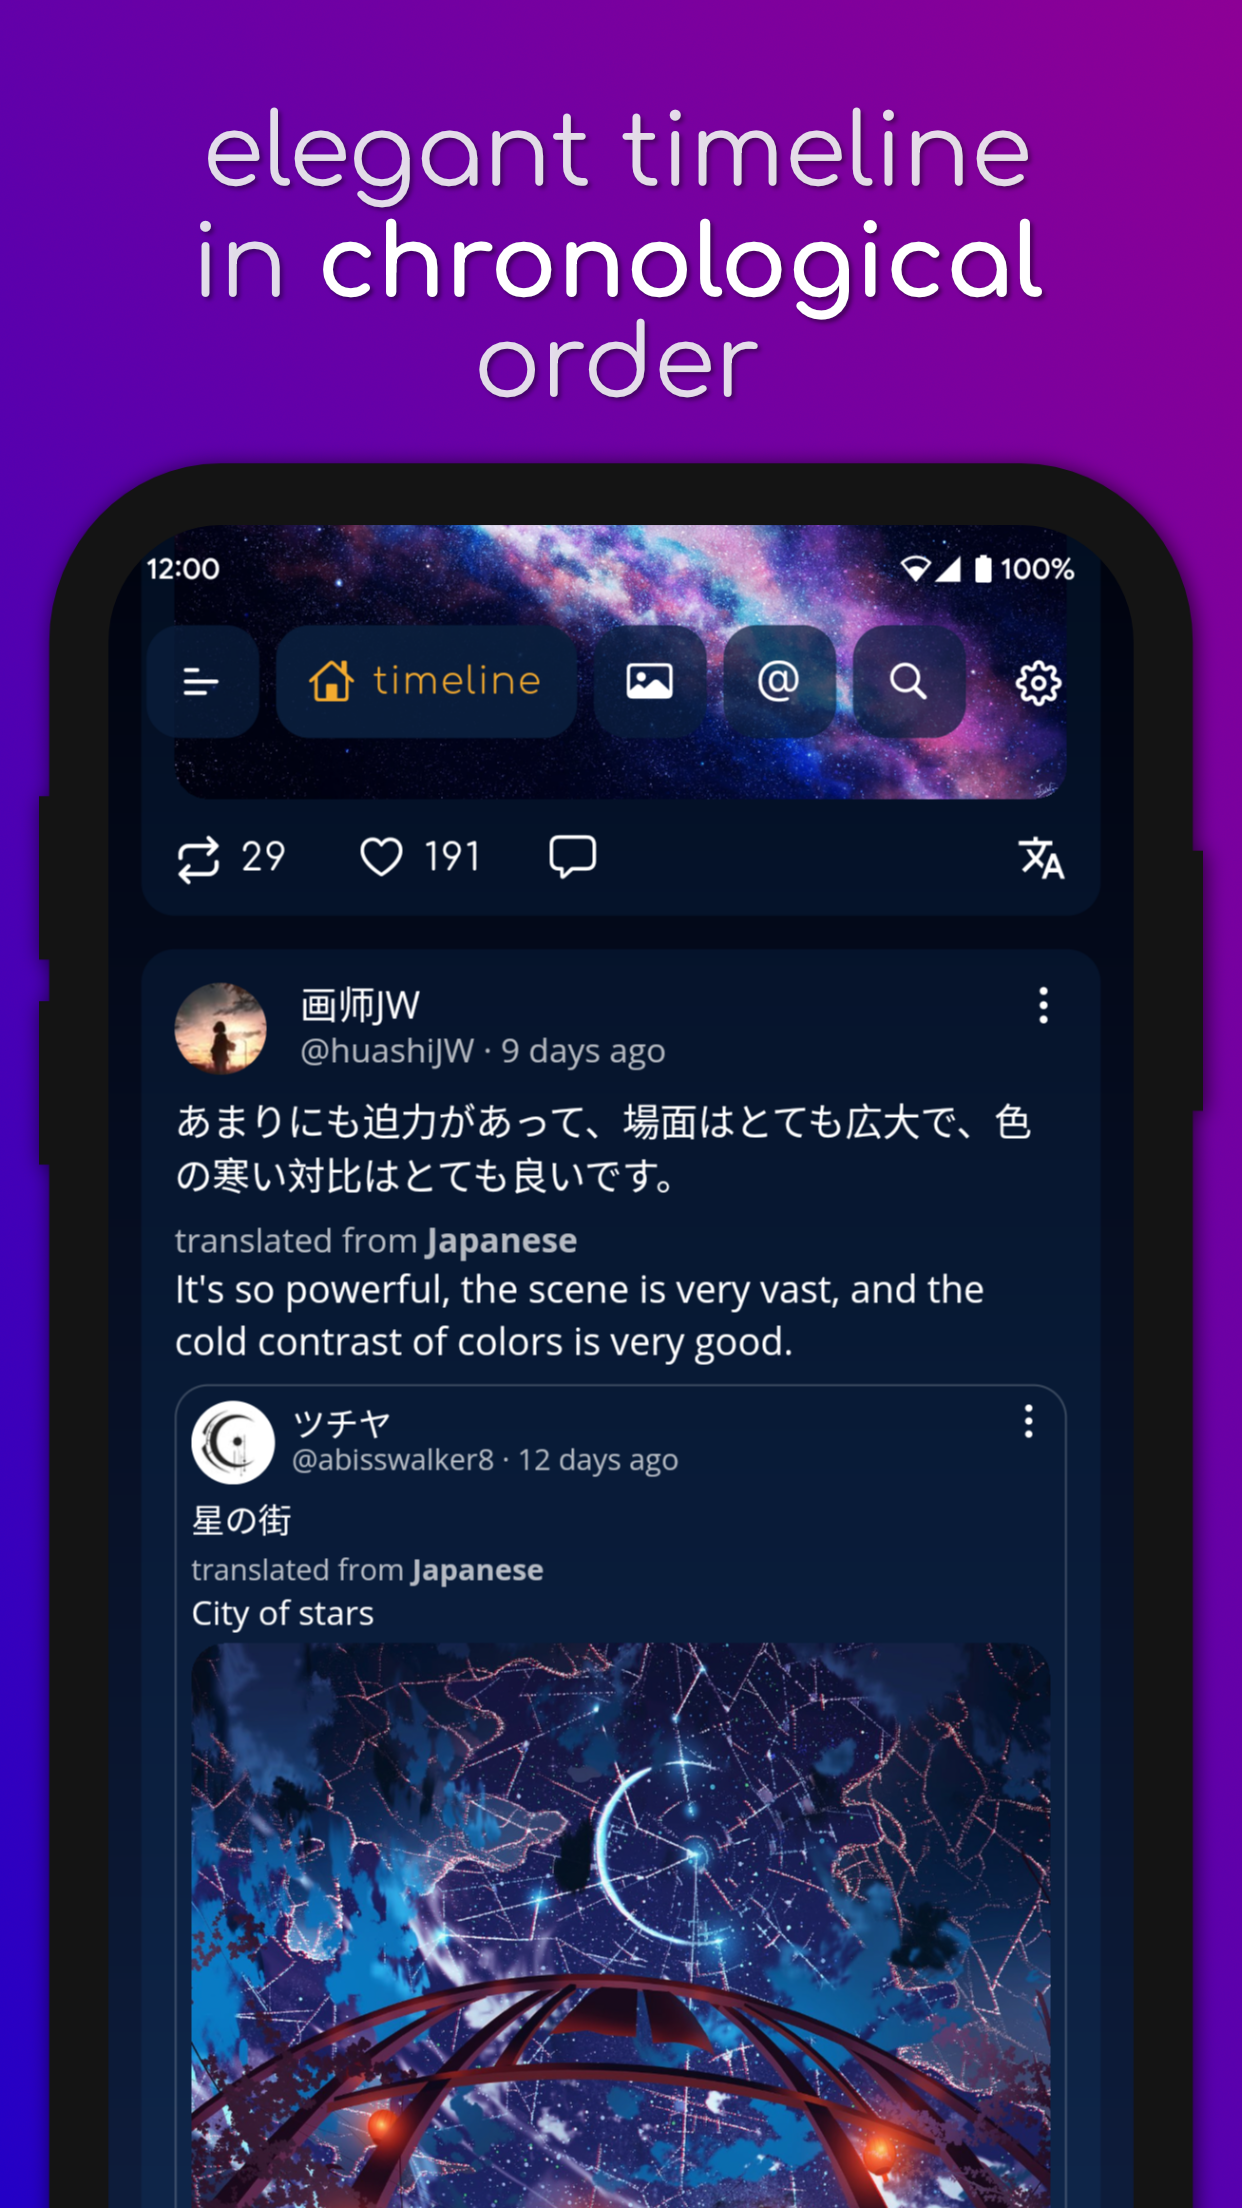 elegant timeline
in chronological
order
12:00
100%
timeline
@
29
191
文A
画师JW
@huashiJW · 9 days ago
あまりにも迫力があって、場面はとても広大で、色
の寒い対比はとても良いです。
translated from Japanese
It's so powerful, the scene is very vast, and the
cold contrast of colors is very good.
ツチヤ
@abisswalker8 · 12 days ago
星の街
translated from Japanese
City of stars